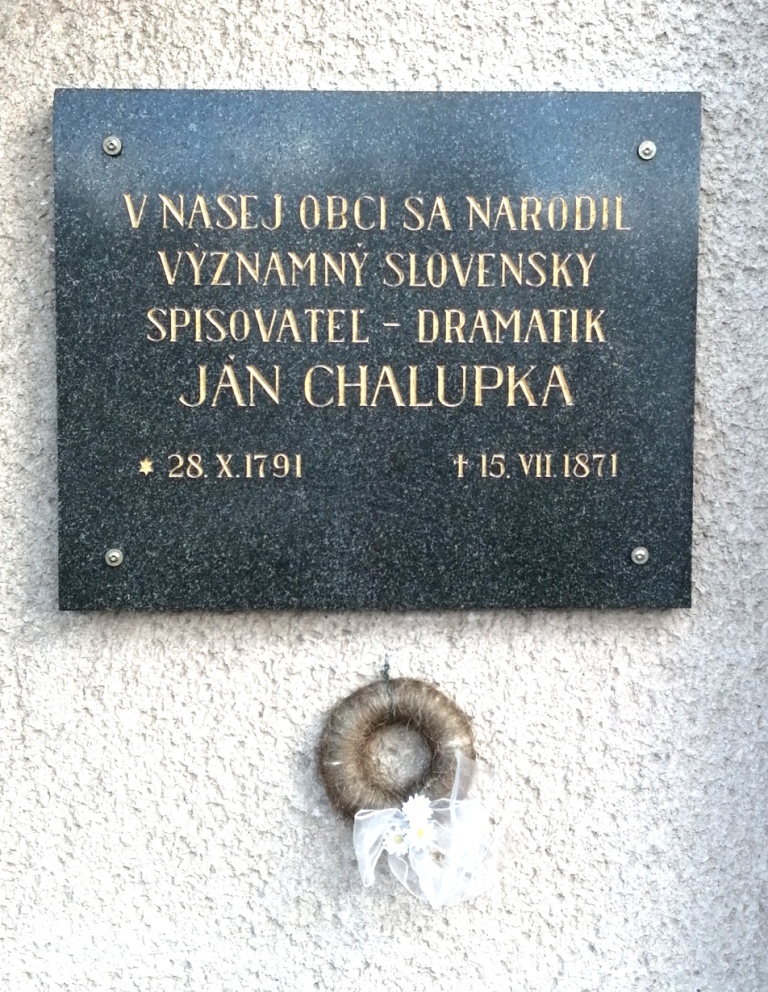 V NAŠEJ OBCI SA NARODIL
VÝZNAMNÝ SLOVENSKÝ
SPISOVATEĽ – DRAMATIK
JÁN CHALUPKA
* 28. X. 1791 † 15. VII. 1871